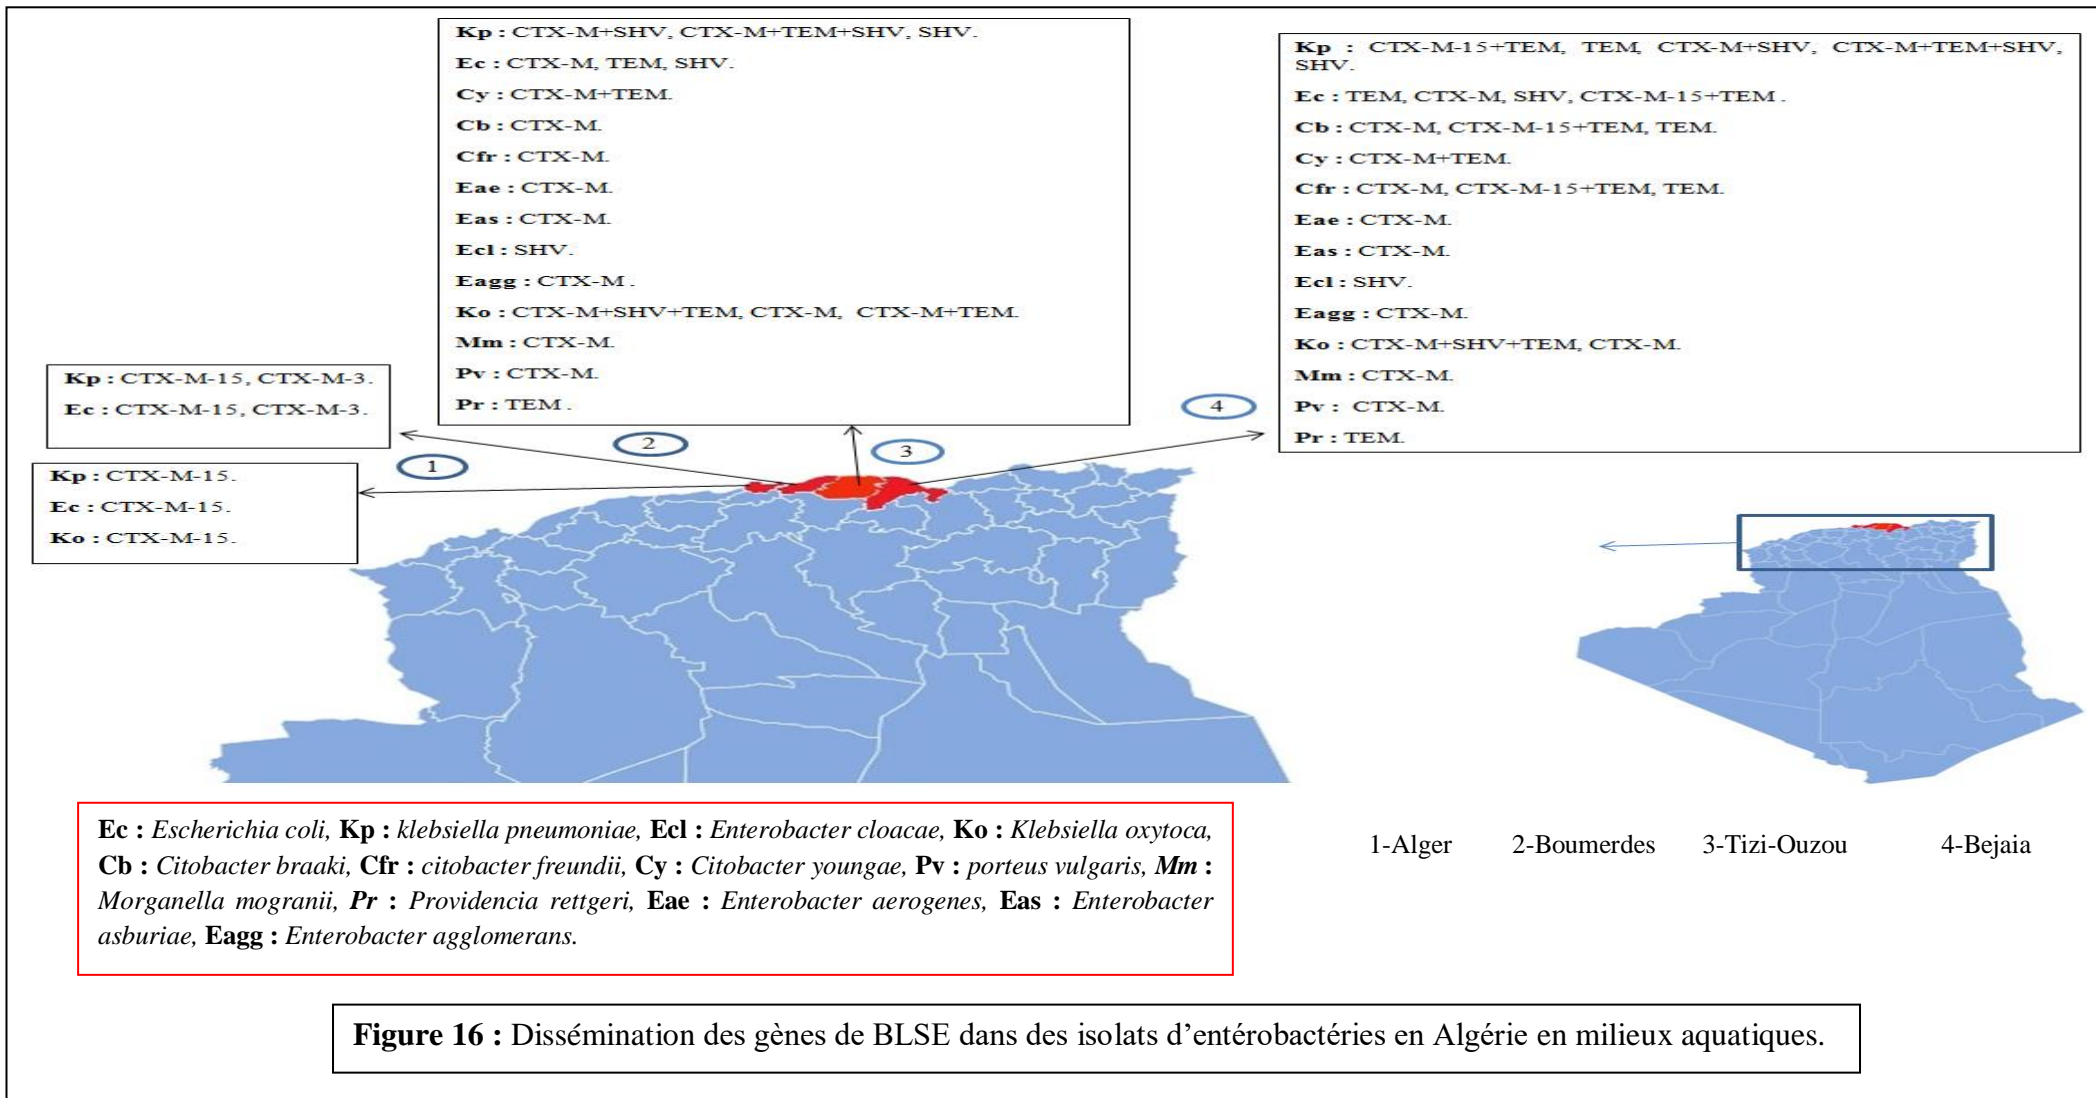 Kp : CTX-M+SHV, CTX-M+TEM+SHV, SHV.
Ec : CTX-M, TEM, SHV.
Cy : CTX-M+TEM.
Cb : CTX-M.
Cfr : CTX-M.
Eae : CTX-M.
Eas : CTX-M.
Ecl : SHV.
Eagg : CTX-M .
Ko : CTX-M+SHV+TEM, CTX-M, CTX-M+TEM.
Mm : CTX-M.
Pv : CTX-M.
Pr : TEM .
Kp : CTX-M-15+TEM, TEM, CTX-M+SHV, CTX-M+TEM+SHV,
SHV.
Ec : TEM, CTX-M, SHV, CTX-M-15+TEM .
Cb : CTX-M, CTX-M-15+TEM, TEM.
Cy : CTX-M+TEM.
Cfr : CTX-M, CTX-M-15+TEM, TEM.
Eae : CTX-M.
Eas : CTX-M.
Ecl : SHV.
Eagg : CTX-M.
Ko : CTX-M+SHV+TEM, CTX-M.
Mm : CTX-M.
Pv : CTX-M.
Pr : TEM.
Kp : CTX-M-15, CTX-M-3.
Ec : CTX-M-15, CTX-M-3.
Kp : CTX-M-15.
Ec : CTX-M-15.
Ko : CTX-M-15.
1
2
3
4
Ec : Escherichia coli, Kp : klebsiella pneumoniae, Ecl : Enterobacter cloacae, Ko : Klebsiella oxytoca,
Cb : Citobacter braaki, Cfr : citobacter freundii, Cy : Citobacter youngae, Pv : porteus vulgaris, Mm :
Morganella mogranii, Pr : Providencia rettgeri, Eae : Enterobacter aerogenes, Eas : Enterobacter
asburiae, Eagg : Enterobacter agglomerans.
1-Alger 2-Boumerdes 3-Tizi-Ouzou 4-Bejaia
Figure 16 : Dissémination des gènes de BLSE dans des isolats d’entérobactéries en Algérie en milieux aquatiques.